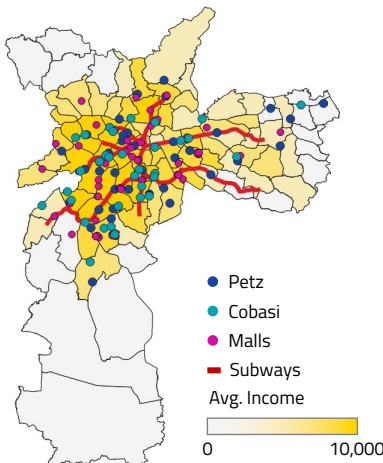 Petz
Cobasi
Malls
Subways
Avg. Income
0 10,000